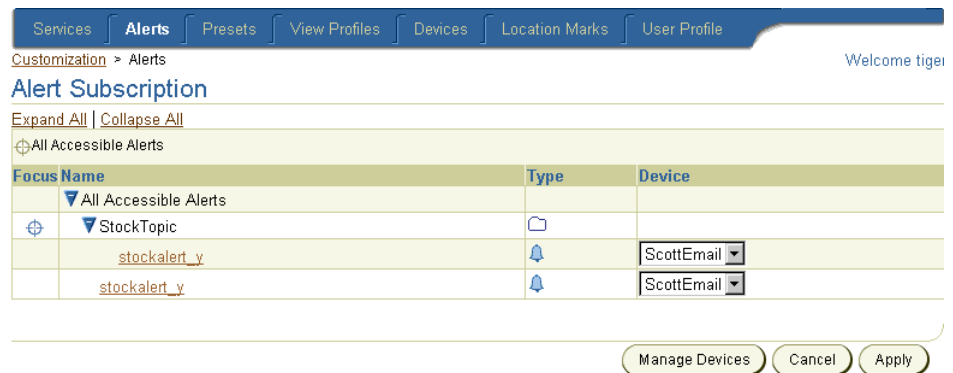 Services Alerts Presets View Profiles Devices Location Marks User Profile
Customization > Alerts Welcome tiger
Alert Subscription
Expand All | Collapse All
All Accessible Alerts
Focus Name Type Device
All Accessible Alerts
StockTopic
stockalert_y ScottEmail
stockalert_y ScottEmail
Manage Devices Cancel Apply